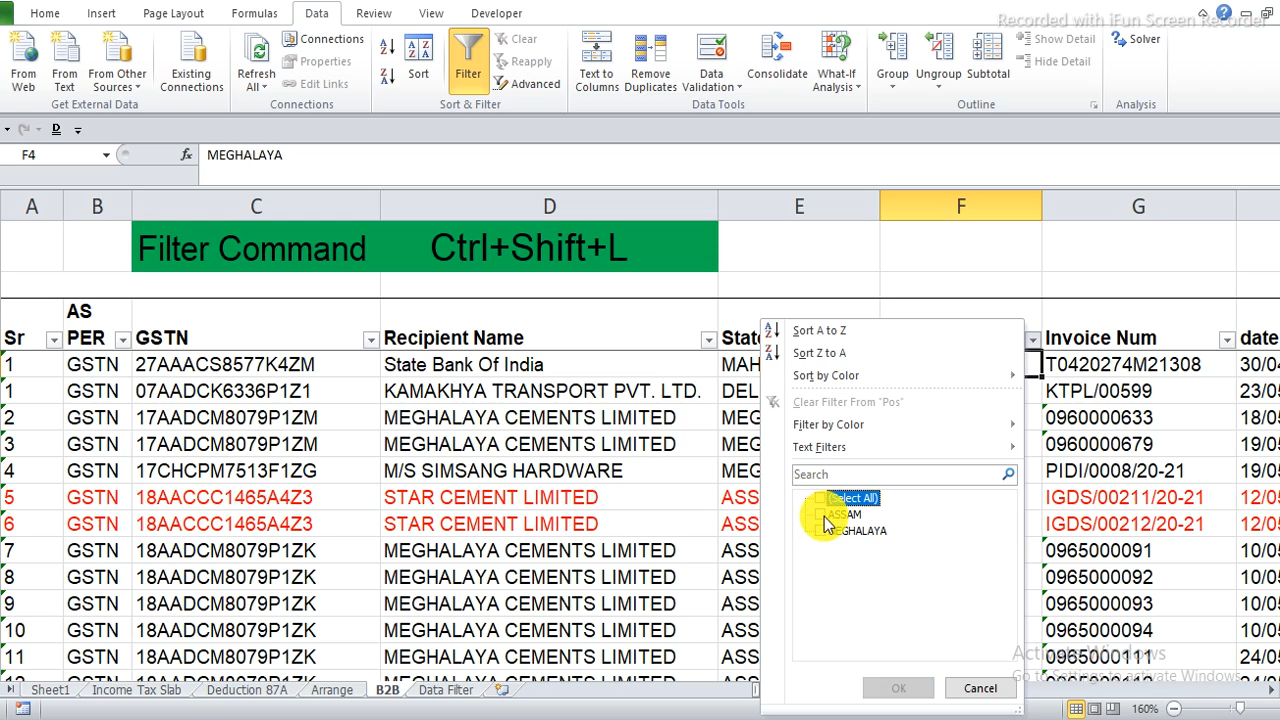 Home Insert Page Layout Formulas Data Review View Developer
Recorded with iFun Screen Recorder
From Web
From Text
From Other Sources
Existing Connections
Get External Data
Refresh All
Connections
Properties
Edit Links
Connections
Sort
Filter
Clear
Reapply
Advanced
Sort & Filter
Text to Columns
Remove Duplicates
Data Validation
Consolidate
What-If Analysis
Data Tools
Group
Ungroup
Subtotal
Show Detail
Hide Detail
Outline
Solver
Analysis
F4 fx MEGHALAYA
A B C D E F G
Filter Command Ctrl+Shift+L
AS
Sr PER GSTN Recipient Name State Invoice Num date
1 GSTN 27AAACS8577K4ZM State Bank Of India MAH T0420274M21308 30/04
1 GSTN 07AADCK6336P1Z1 KAMAKHYA TRANSPORT PVT. LTD. DEL KTPL/00599 23/05
2 GSTN 17AADCM8079P1ZM MEGHALAYA CEMENTS LIMITED MEG 0960000633 18/05
3 GSTN 17AADCM8079P1ZM MEGHALAYA CEMENTS LIMITED MEG 0960000679 19/05
4 GSTN 17CHCPM7513F1ZG M/S SIMSANG HARDWARE MEG PIDI/0008/20-21
5 GSTN 18AACCC1465A4Z3 STAR CEMENT LIMITED ASS IGDS/00211/20-21 12/05
6 GSTN 18AACCC1465A4Z3 STAR CEMENT LIMITED ASS IGDS/00212/20-21 12/05
7 GSTN 18AADCM8079P1ZK MEGHALAYA CEMENTS LIMITED ASS 0965000091 10/05
8 GSTN 18AADCM8079P1ZK MEGHALAYA CEMENTS LIMITED ASS 0965000092 10/05
9 GSTN 18AADCM8079P1ZK MEGHALAYA CEMENTS LIMITED ASS 0965000093 10/05
10 GSTN 18AADCM8079P1ZK MEGHALAYA CEMENTS LIMITED ASS 0965000094 10/05
11 GSTN 18AADCM8079P1ZK MEGHALAYA CEMENTS LIMITED ASS 0965000111 24/05
Sort A to Z
Sort Z to A
Sort by Color
Clear Filter From "Pos"
Filter by Color
Text Filters
Search
(Select All)
ASSAM
MEGHALAYA
OK Cancel
Activate Windows
Go to Settings to activate Windows.
Sheet1 Income Tax Slab Deduction 87A Arrange B2B Data Filter
160%